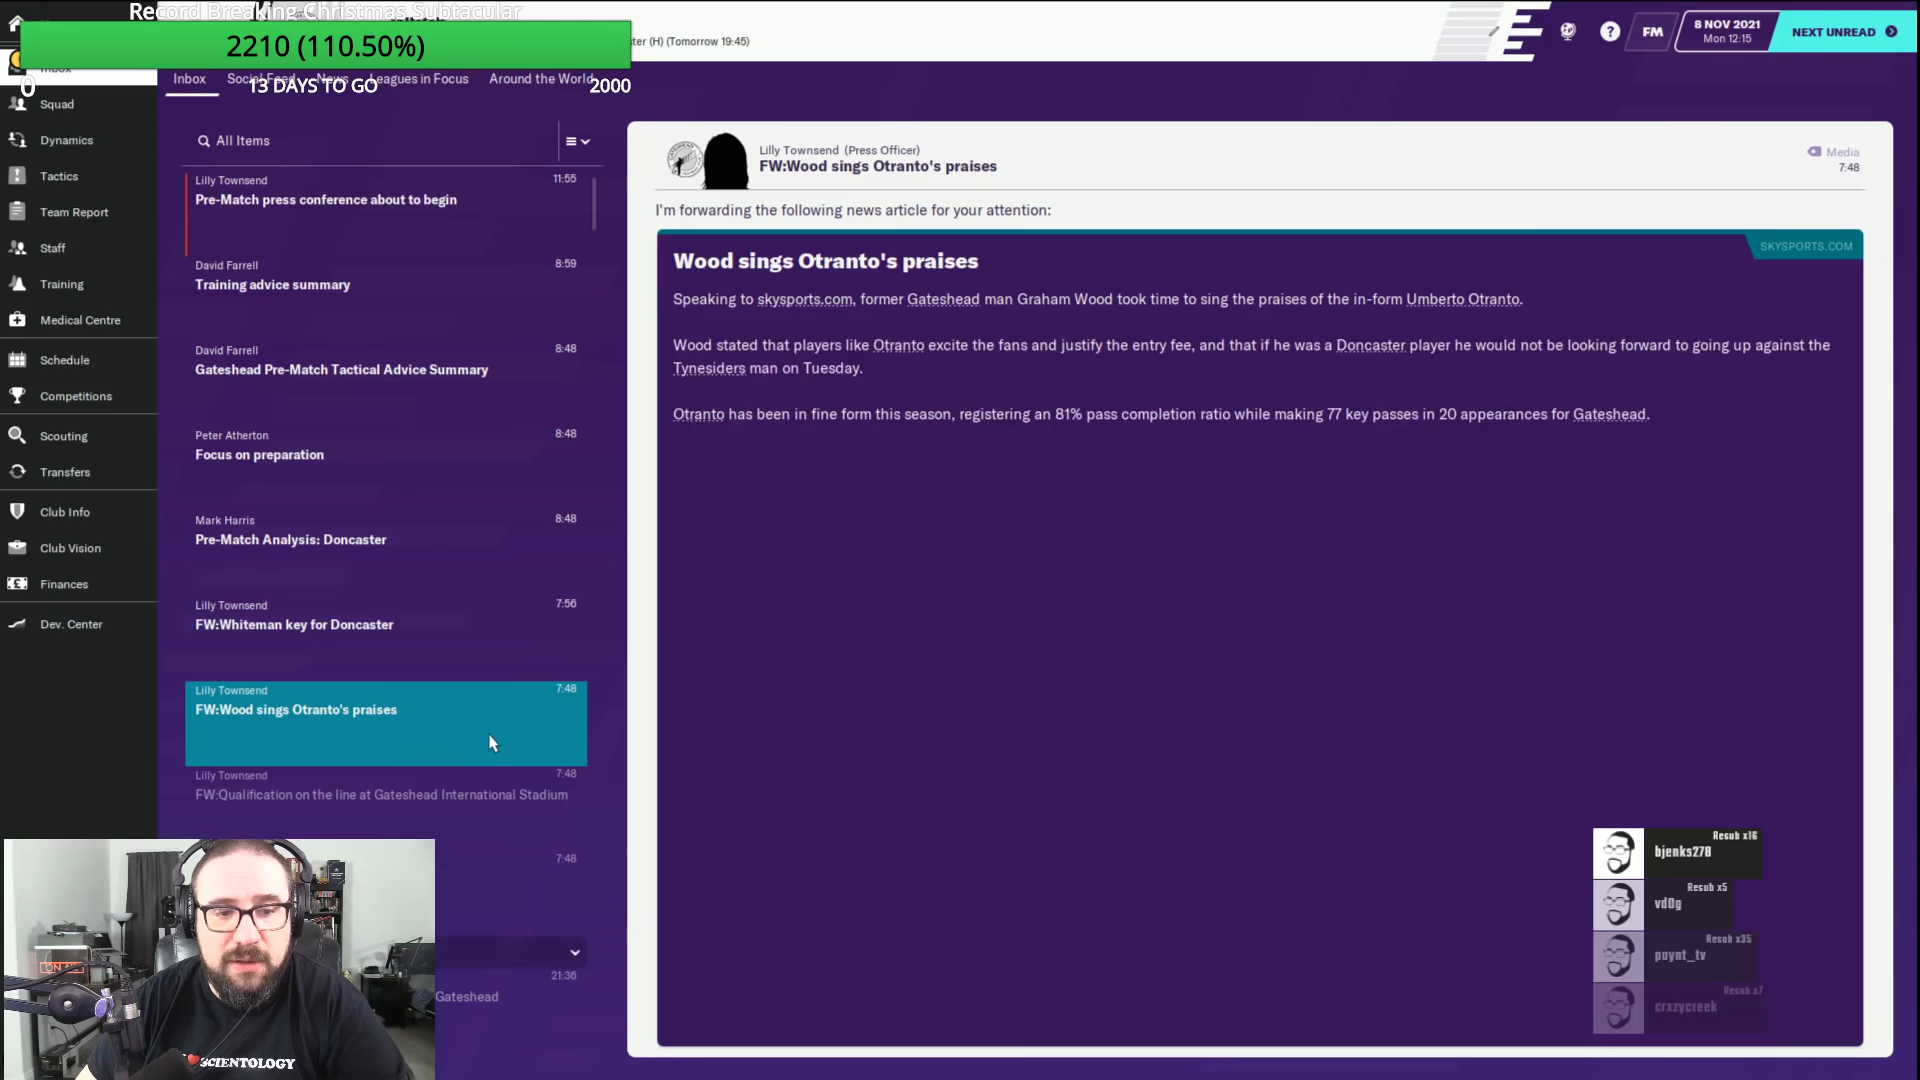 Record Breaking Christmas Subtacular
2210 (110.50%)
0
13 DAYS TO GO
2000
ter (H) (Tomorrow 19:45)
FM
8 NOV 2021
Mon 12:15
NEXT UNREAD
Inbox
Squad
Dynamics
Tactics
Team Report
Staff
Training
Medical Centre
Schedule
Competitions
Scouting
Transfers
Club Info
Club Vision
Finances
Dev. Center
Inbox
Social Feed
News
Leagues in Focus
Around the World
All Items
Lilly Townsend
11:55
Pre-Match press conference about to begin
David Farrell
8:59
Training advice summary
David Farrell
8:48
Gateshead Pre-Match Tactical Advice Summary
Peter Atherton
8:48
Focus on preparation
Mark Harris
8:48
Pre-Match Analysis: Doncaster
Lilly Townsend
7:56
FW:Whiteman key for Doncaster
Lilly Townsend
7:48
FW:Wood sings Otranto's praises
Lilly Townsend
7:48
FW:Qualification on the line at Gateshead International Stadium
7:48
21:36
Gateshead
Lilly Townsend (Press Officer)
FW:Wood sings Otranto's praises
Media
7:48
I'm forwarding the following news article for your attention:
SKYSPORTS.COM
Wood sings Otranto's praises
Speaking to skysports.com, former Gateshead man Graham Wood took time to sing the praises of the in-form Umberto Otranto.
Wood stated that players like Otranto excite the fans and justify the entry fee, and that if he was a Doncaster player he would not be looking forward to going up against the
Tynesiders man on Tuesday.
Otranto has been in fine form this season, registering an 81% pass completion ratio while making 77 key passes in 20 appearances for Gateshead.
Resub x16
bjenks278
Resub x5
vd0g
Resub x35
poynt_tv
Resub x7
crxzycreek
ON AIR
SCIENTOLOGY